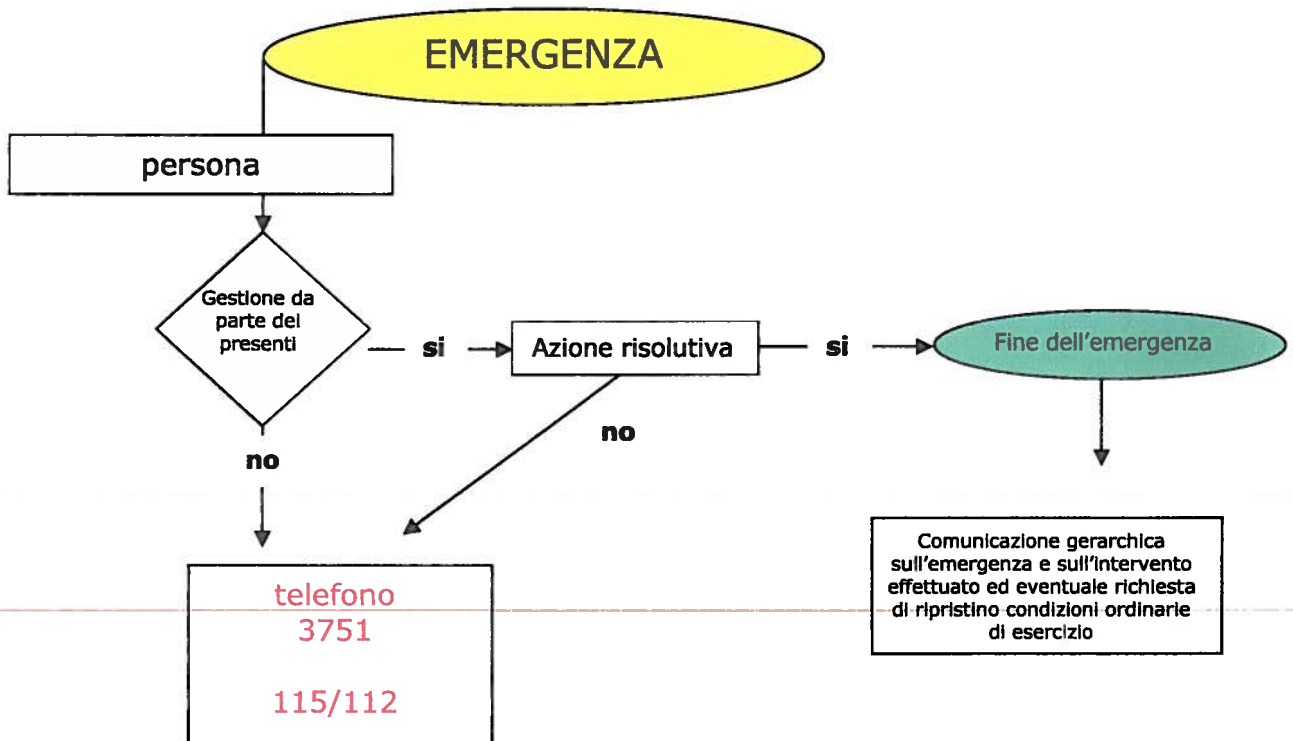 EMERGENZA
persona
Gestione da
parte dei
presenti
si
Azione risolutiva
si
Fine dell'emergenza
no
no
telefono
3751
115/112
Comunicazione gerarchica
sull'emergenza e sull'intervento
effettuato ed eventuale richiesta
di ripristino condizioni ordinarie
di esercizio